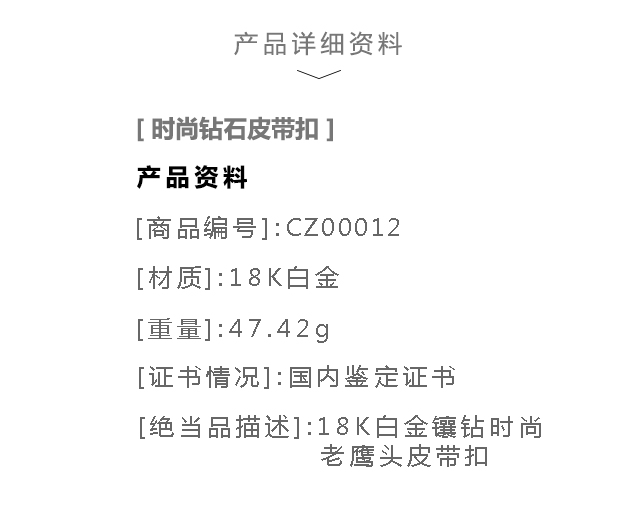 产品详细资料
[ 时尚钻石皮带扣 ]
产品资料
[商品编号]:CZ00012
[材质]:18K白金
[重量]:47.42g
[证书情况]:国内鉴定证书
[绝当品描述]:18K白金镶钻时尚
老鹰头皮带扣